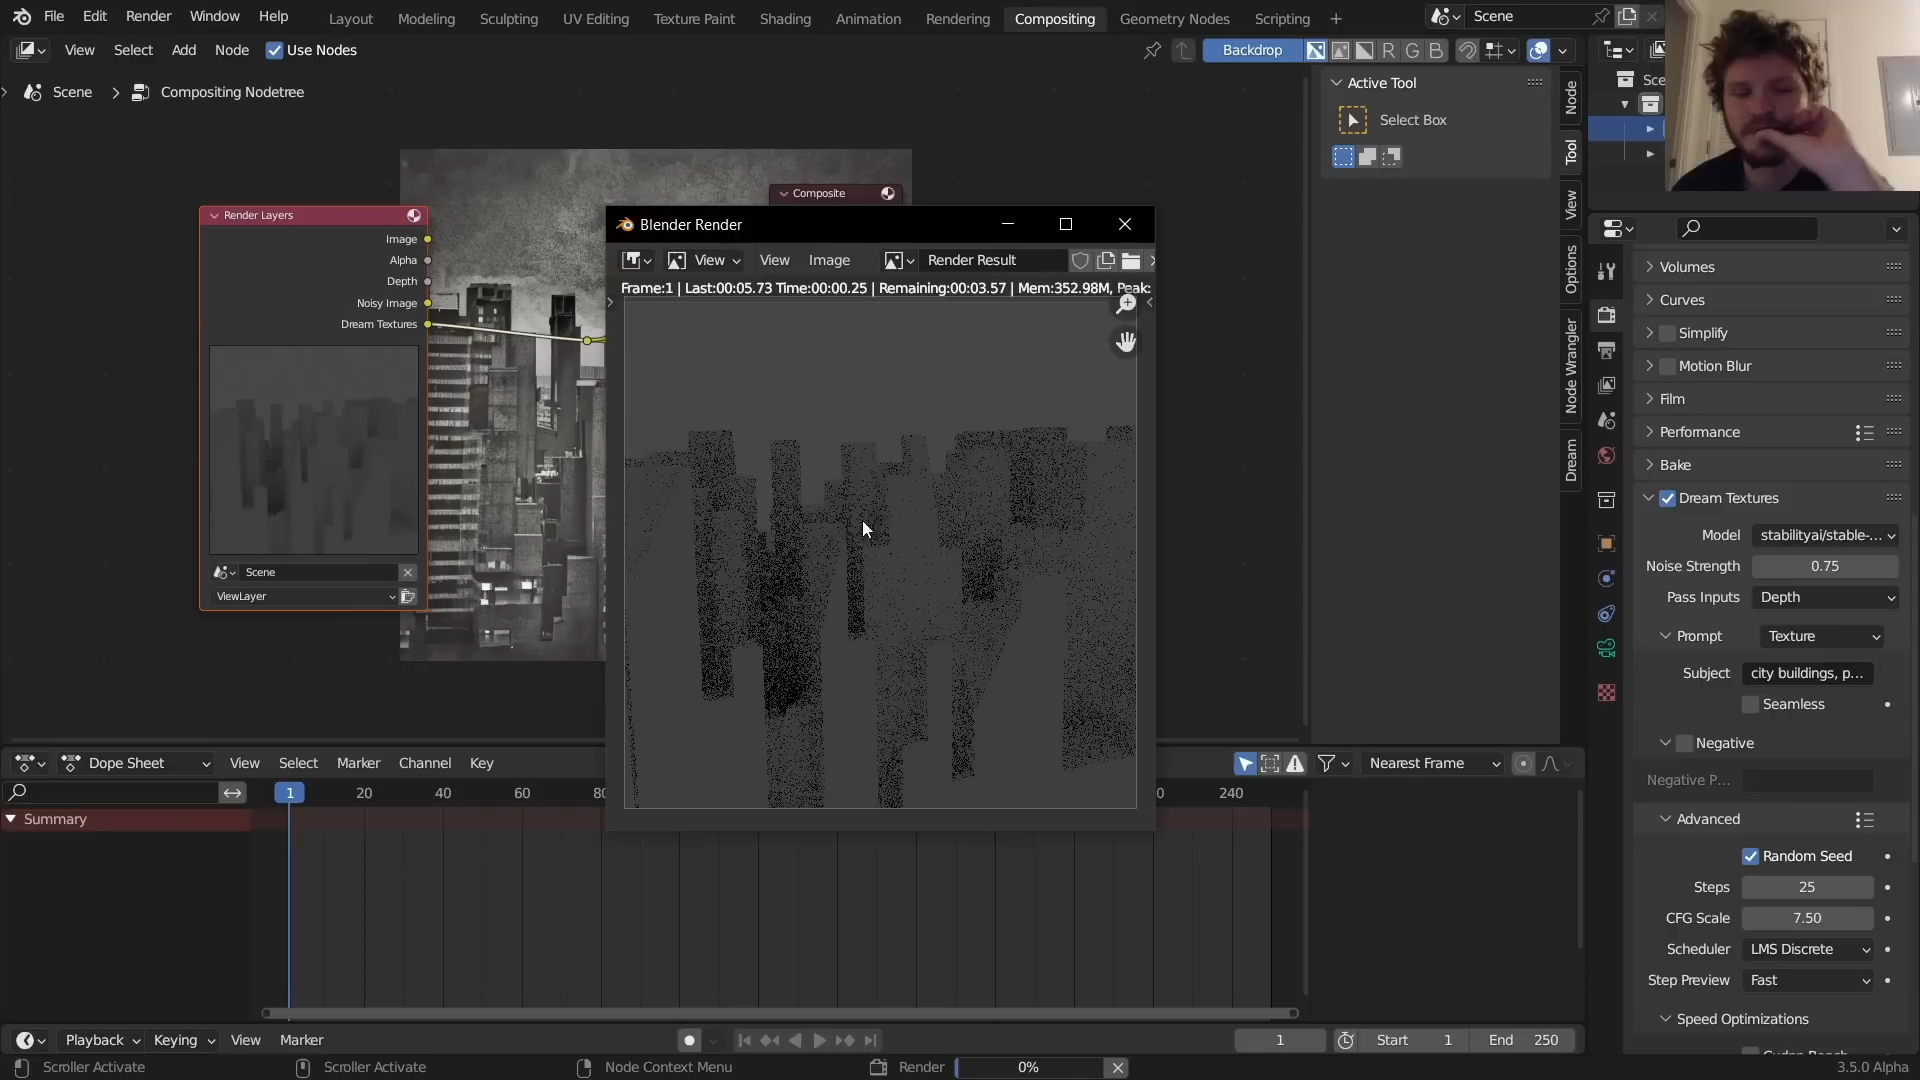 File Edit Render Window Help Layout Modeling Sculpting UV Editing Texture Paint Shading Animation Rendering Compositing Geometry Nodes Scripting + Scene
View Select Add Node Use Nodes Backdrop R G B
Scene > Compositing Nodetree
Active Tool
Select Box
Node
Tool
View
Options
Node Wrangler
Dream
Sce
Render Layers
Image
Alpha
Depth
Noisy Image
Dream Textures
Scene
ViewLayer
Composite
Blender Render
View View Image Render Result
Frame:1 | Last:00:05.73 Time:00:00.25 | Remaining:00:03.57 | Mem:352.98M, Peak:
Volumes
Curves
Simplify
Motion Blur
Film
Performance
Bake
Dream Textures
Model stabilityai/stable-...
Noise Strength 0.75
Pass Inputs Depth
Prompt Texture
Subject city buildings, p...
Seamless
Negative
Negative P...
Advanced
Random Seed
Steps 25
CFG Scale 7.50
Scheduler LMS Discrete
Step Preview Fast
Speed Optimizations
Dope Sheet View Select Marker Channel Key Nearest Frame
1 20 40 60 80 0 240
Summary
Playback Keying View Marker 1 Start 1 End 250
Scroller Activate Scroller Activate Node Context Menu Render 0% 3.5.0 Alpha